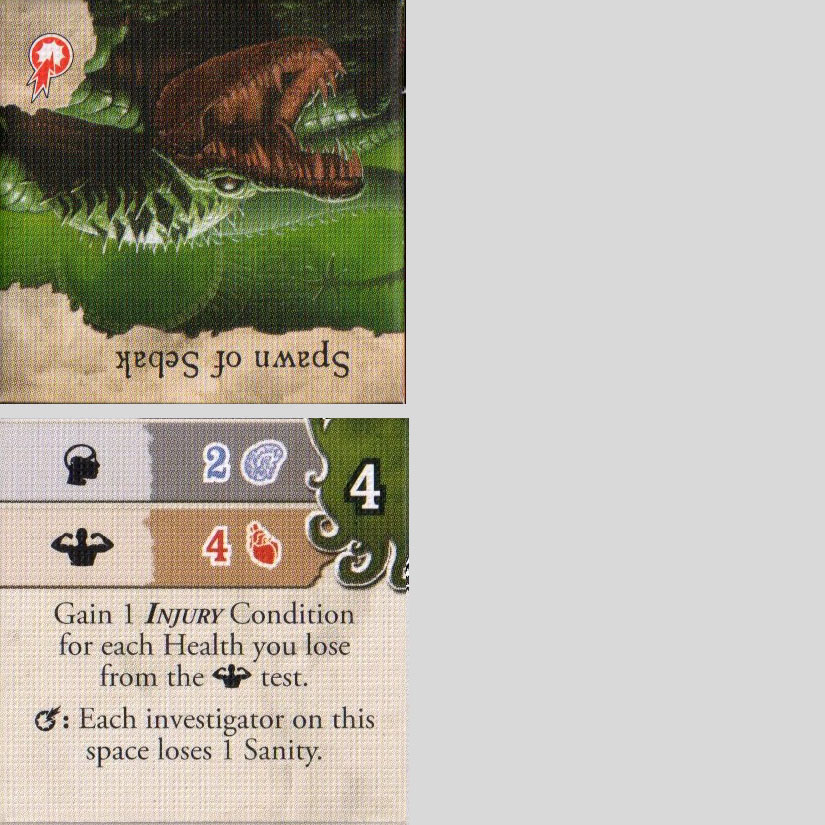 Spawn of Sebak
2
4
4
Gain 1 INJURY Condition
for each Health you lose
from the test.
: Each investigator on this
space loses 1 Sanity.